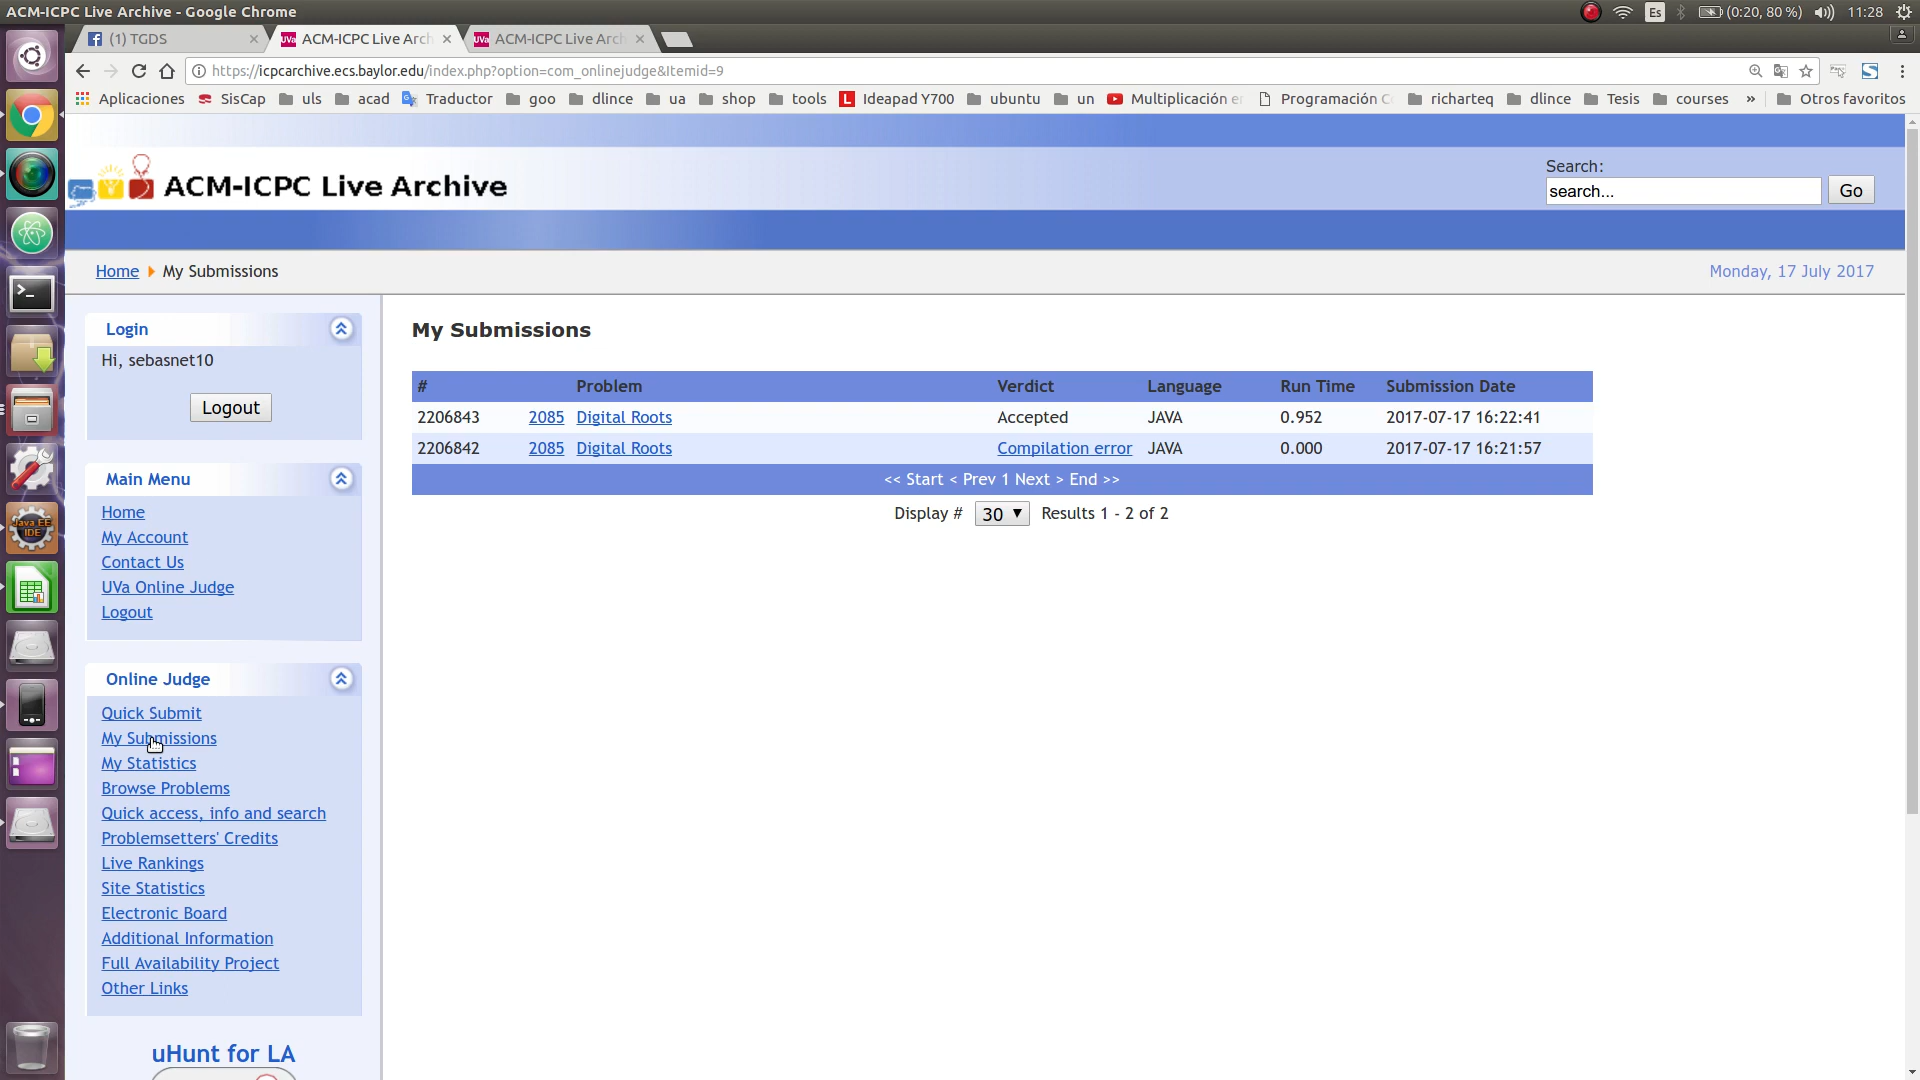 ACM-ICPC Live Archive - Google Chrome
Es
(0:20, 80 %)
11:28
(1) TGDS
ACM-ICPC Live Arch
ACM-ICPC Live Arch
https://icpcarchive.ecs.baylor.edu/index.php?option=com_onlinejudge&Itemid=9
Aplicaciones SisCap uls acad Traductor goo dlince ua shop tools Ideapad Y700 ubuntu un Multiplicación e Programación C richarteq dlince Tesis courses » Otros favoritos
ACM-ICPC Live Archive
Search:
search...
Go
Home My Submissions
Monday, 17 July 2017
Login
Hi, sebasnet10
Logout
Main Menu
Home
My Account
Contact Us
UVa Online Judge
Logout
Online Judge
Quick Submit
My Submissions
My Statistics
Browse Problems
Quick access, info and search
Problemsetters' Credits
Live Rankings
Site Statistics
Electronic Board
Additional Information
Full Availability Project
Other Links
uHunt for LA
My Submissions
# Problem Verdict Language Run Time Submission Date
2206843 2085 Digital Roots Accepted JAVA 0.952 2017-07-17 16:22:41
2206842 2085 Digital Roots Compilation error JAVA 0.000 2017-07-17 16:21:57
<< Start < Prev 1 Next > End >>
Display # 30 Results 1 - 2 of 2
Java EE
IDE